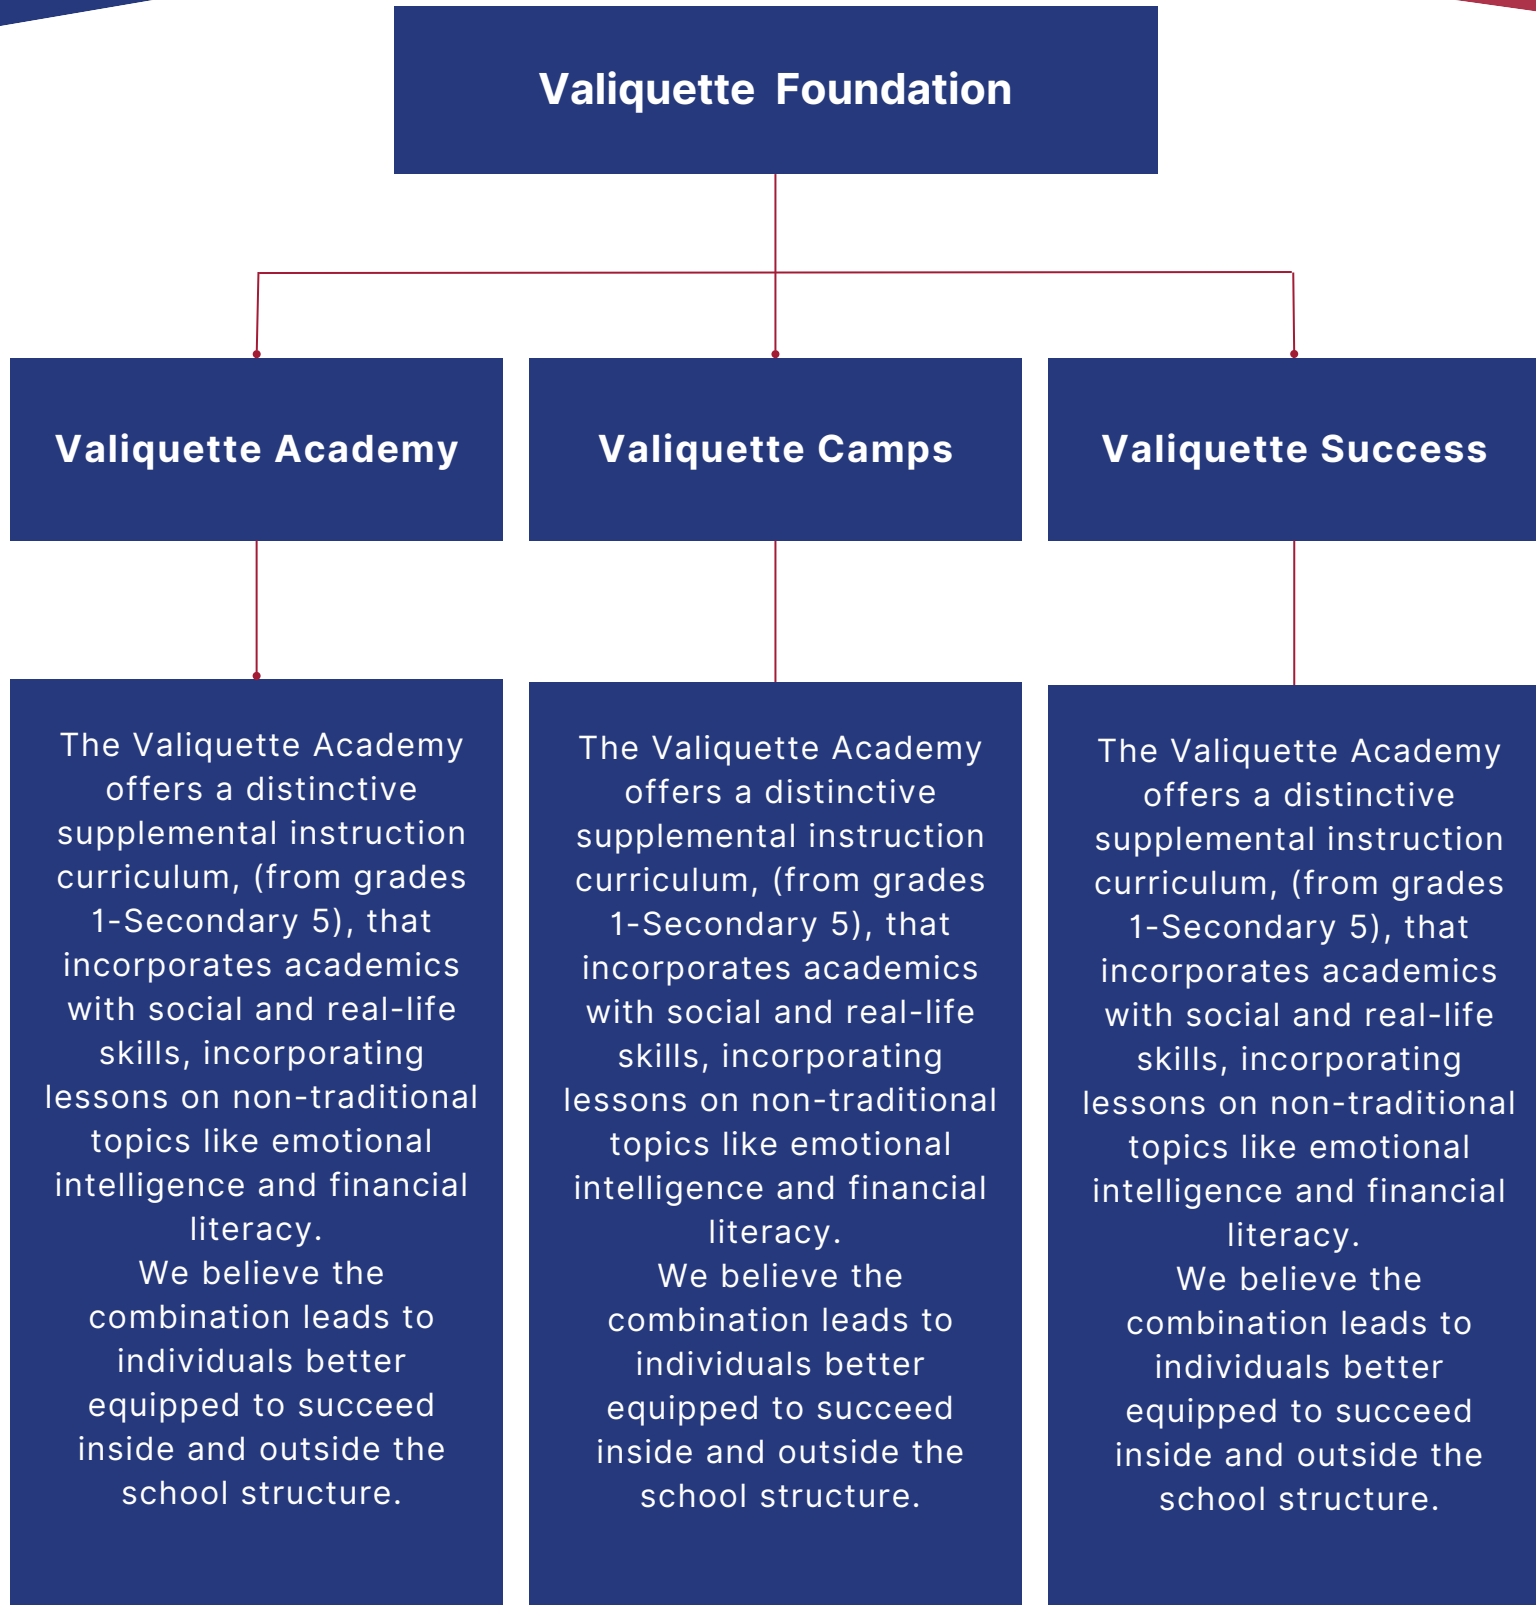 Valiquette Foundation
Valiquette Academy
Valiquette Camps
Valiquette Success
The Valiquette Academy
offers a distinctive
supplemental instruction
curriculum, (from grades
1-Secondary 5), that
incorporates academics
with social and real-life
skills, incorporating
lessons on non-traditional
topics like emotional
intelligence and financial
literacy.
We believe the
combination leads to
individuals better
equipped to succeed
inside and outside the
school structure.
The Valiquette Academy
offers a distinctive
supplemental instruction
curriculum, (from grades
1-Secondary 5), that
incorporates academics
with social and real-life
skills, incorporating
lessons on non-traditional
topics like emotional
intelligence and financial
literacy.
We believe the
combination leads to
individuals better
equipped to succeed
inside and outside the
school structure.
The Valiquette Academy
offers a distinctive
supplemental instruction
curriculum, (from grades
1-Secondary 5), that
incorporates academics
with social and real-life
skills, incorporating
lessons on non-traditional
topics like emotional
intelligence and financial
literacy.
We believe the
combination leads to
individuals better
equipped to succeed
inside and outside the
school structure.